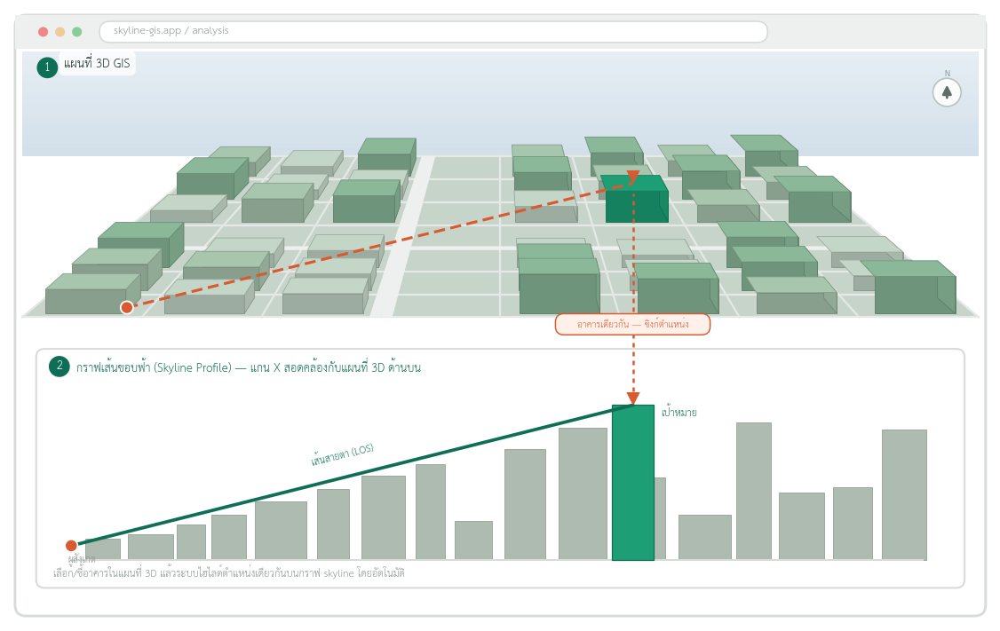 skyline-gis.app / analysis
1 แผนที่ 3D GIS
N
อาคารเดียวกัน — ซิงก์ตำแหน่ง
2 กราฟเส้นขอบฟ้า (Skyline Profile) — แกน X สอดคล้องกับแผนที่ 3D ด้านบน
เป้าหมาย
เส้นสายตา (LOS)
ผู้สังเกต
เลือก/ชี้อาคารในแผนที่ 3D แล้วระบบไฮไลต์ตำแหน่งเดียวกันบนกราฟ skyline โดยอัตโนมัติ